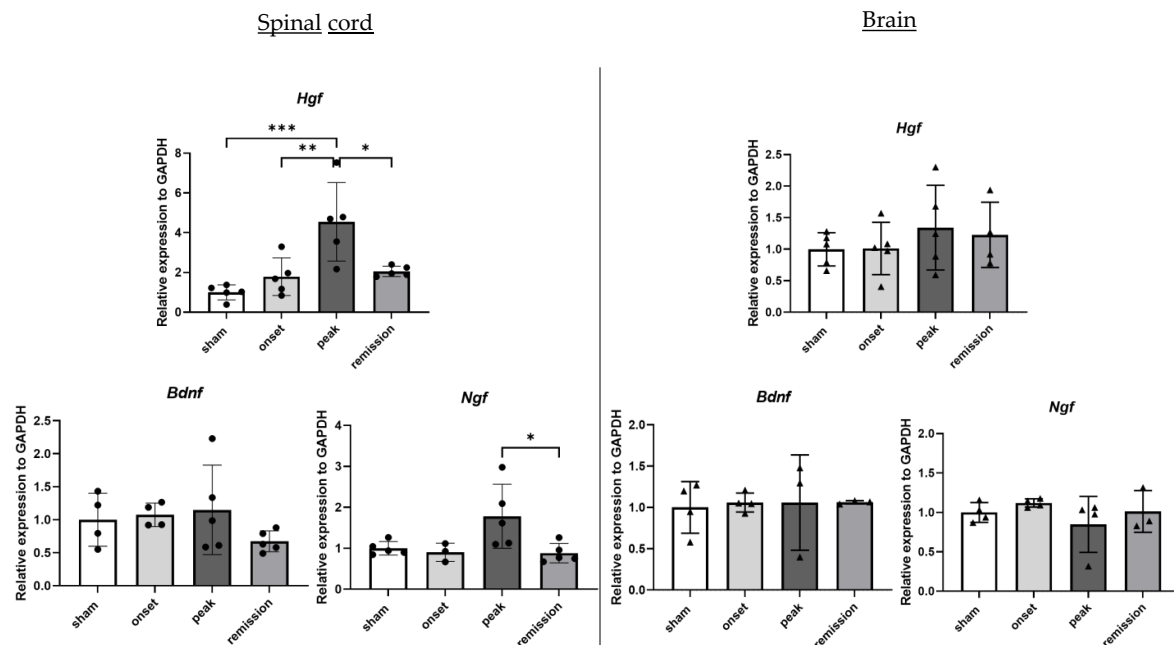 Spinal cord
Hgf
Relative expression to GAPDH
8
6
4
2
0
***
**
*
sham
onset
peak
remission
Bdnf
Relative expression to GAPDH
2.5
2.0
1.5
1.0
0.5
0.0
sham
onset
peak
remission
Ngf
Relative expression to GAPDH
4
3
2
1
0
*
sham
onset
peak
remission
Brain
Hgf
Relative expression to GAPDH
2.5
2.0
1.5
1.0
0.5
0.0
sham
onset
peak
remission
Bdnf
Relative expression to GAPDH
2.0
1.5
1.0
0.5
0.0
sham
onset
peak
remission
Ngf
Relative expression to GAPDH
2.0
1.5
1.0
0.5
0.0
sham
onset
peak
remission